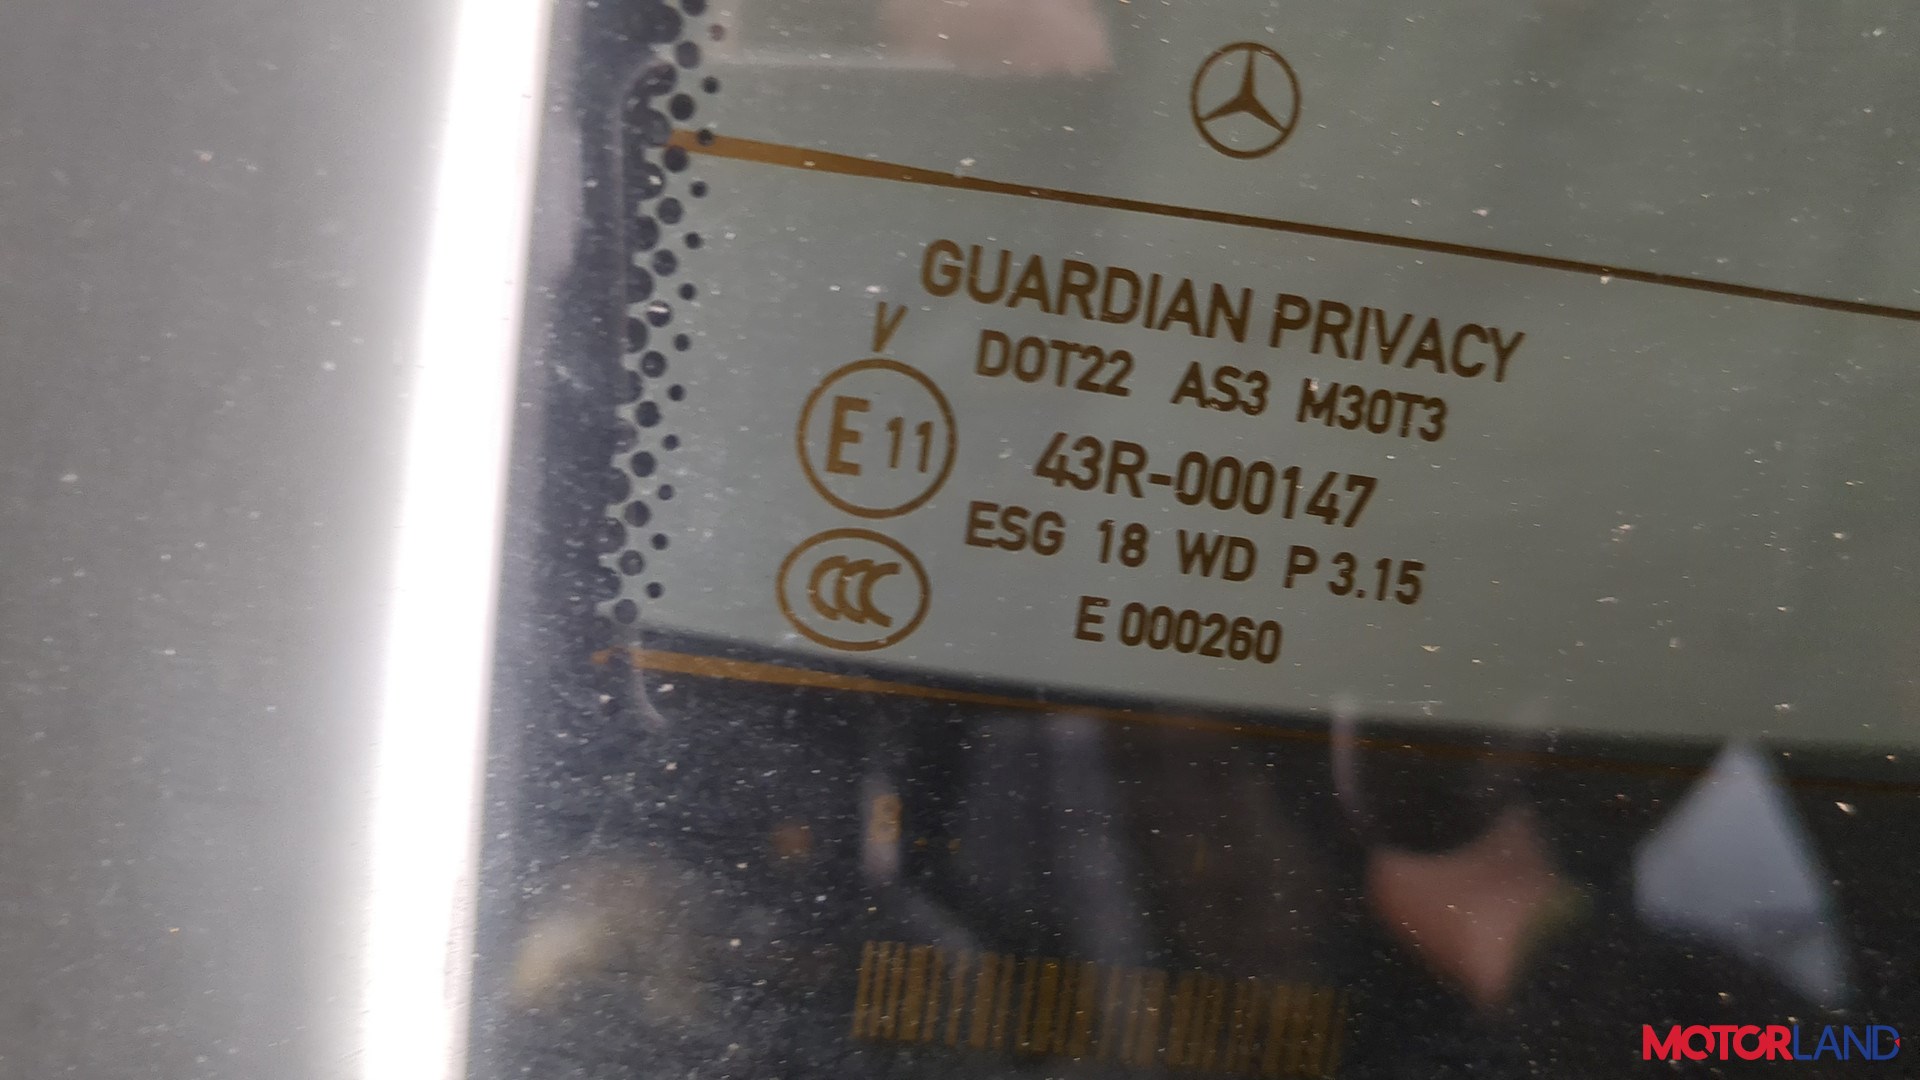 GUARDIAN PRIVACY
V
DOT22 AS3 M30T3
E 11
43R-000147
ESG 18 WD P 3.15
CCC
E 000260
MOTORLAND